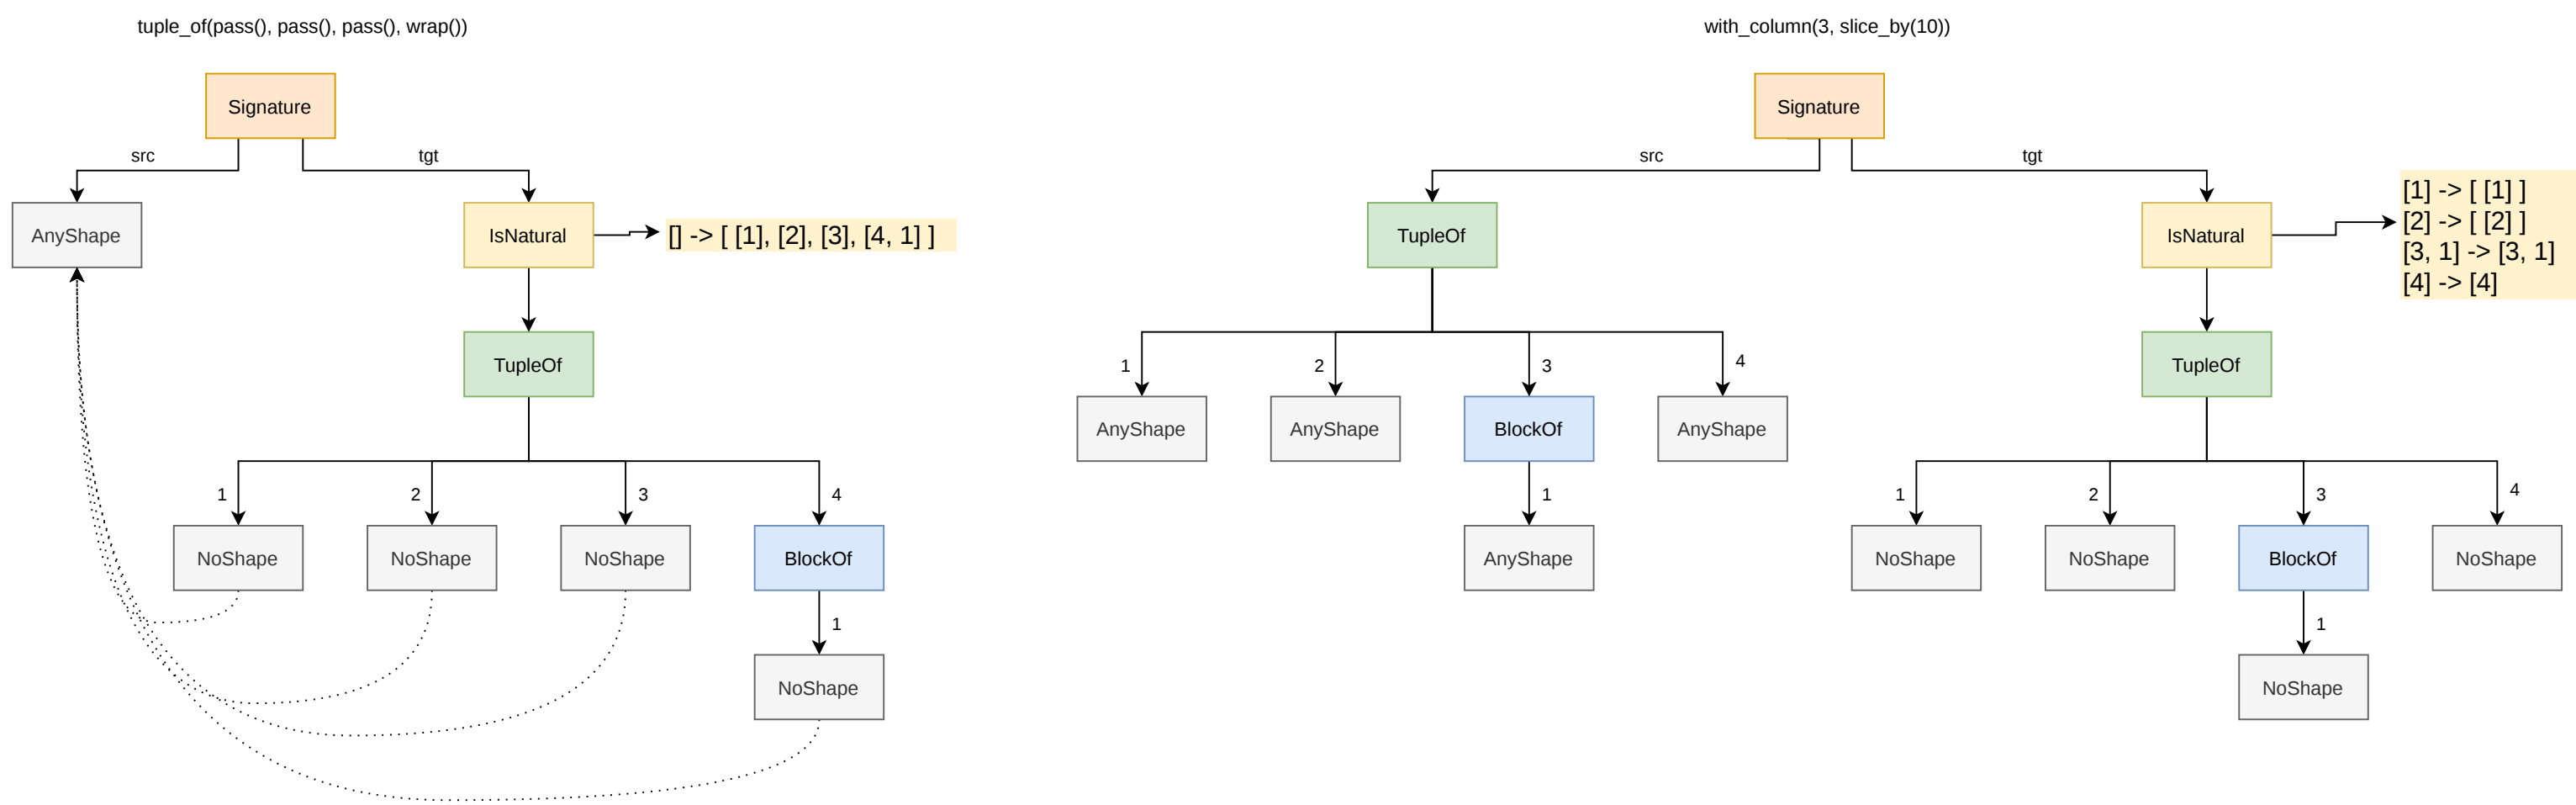 tuple_of(pass(), pass(), pass(), wrap())
Signature
src
tgt
AnyShape
IsNatural
[] -> [ [1], [2], [3], [4, 1] ]
TupleOf
1
2
3
4
NoShape
NoShape
NoShape
BlockOf
1
NoShape
with_column(3, slice_by(10))
Signature
src
tgt
TupleOf
IsNatural
[1] -> [ [1] ]
[2] -> [ [2] ]
[3, 1] -> [3, 1]
[4] -> [4]
1
2
3
4
TupleOf
AnyShape
AnyShape
BlockOf
AnyShape
1
AnyShape
1
2
3
4
NoShape
NoShape
BlockOf
NoShape
1
NoShape